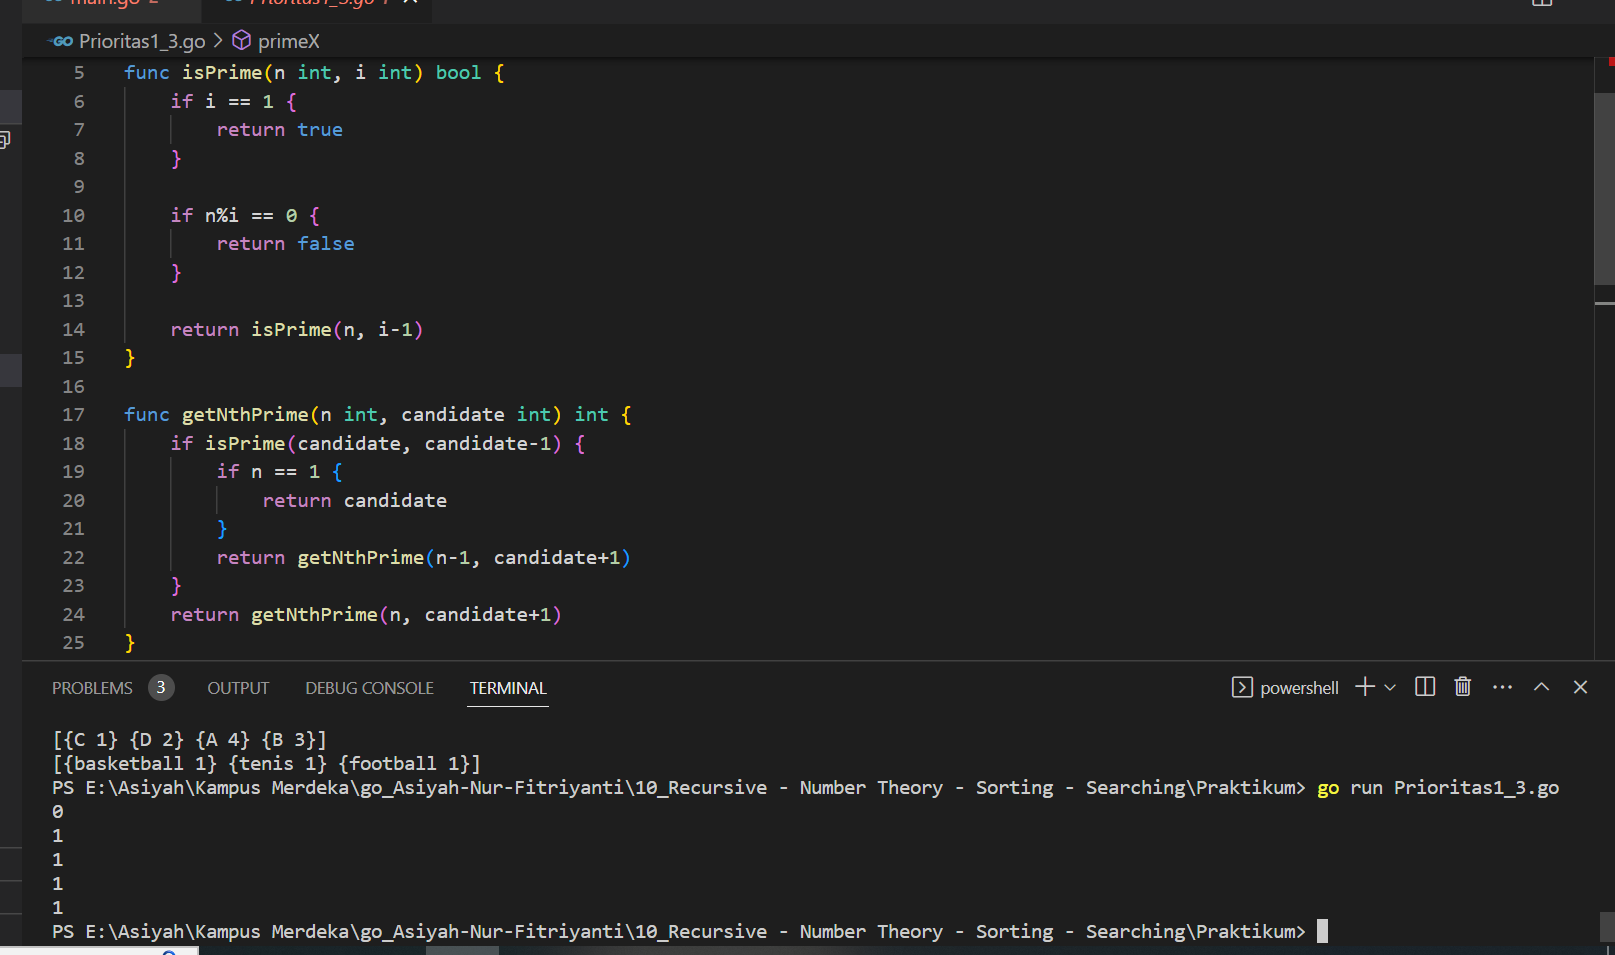 main.go 2 Prioritas1_3.go 1
Prioritas1_3.go > primeX
5 func isPrime(n int, i int) bool {
6 if i == 1 {
7 return true
8 }
9
10 if n%i == 0 {
11 return false
12 }
13
14 return isPrime(n, i-1)
15 }
16
17 func getNthPrime(n int, candidate int) int {
18 if isPrime(candidate, candidate-1) {
19 if n == 1 {
20 return candidate
21 }
22 return getNthPrime(n-1, candidate+1)
23 }
24 return getNthPrime(n, candidate+1)
25 }
PROBLEMS 3 OUTPUT DEBUG CONSOLE TERMINAL powershell
[{C 1} {D 2} {A 4} {B 3}]
[{basketball 1} {tenis 1} {football 1}]
PS E:\Asiyah\Kampus Merdeka\go_Asiyah-Nur-Fitriyanti\10_Recursive - Number Theory - Sorting - Searching\Praktikum> go run Prioritas1_3.go
0
1
1
1
1
PS E:\Asiyah\Kampus Merdeka\go_Asiyah-Nur-Fitriyanti\10_Recursive - Number Theory - Sorting - Searching\Praktikum>